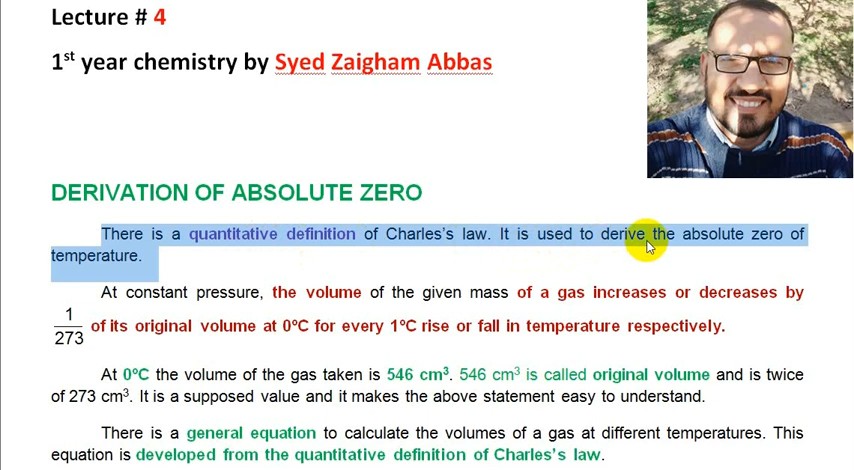 Lecture # 4
1st year chemistry by Syed Zaigham Abbas
DERIVATION OF ABSOLUTE ZERO
There is a quantitative definition of Charles's law. It is used to derive the absolute zero of
temperature.
At constant pressure, the volume of the given mass of a gas increases or decreases by
1/273 of its original volume at 0ºC for every 1ºC rise or fall in temperature respectively.
At 0ºC the volume of the gas taken is 546 cm³. 546 cm³ is called original volume and is twice
of 273 cm³. It is a supposed value and it makes the above statement easy to understand.
There is a general equation to calculate the volumes of a gas at different temperatures. This
equation is developed from the quantitative definition of Charles's law.